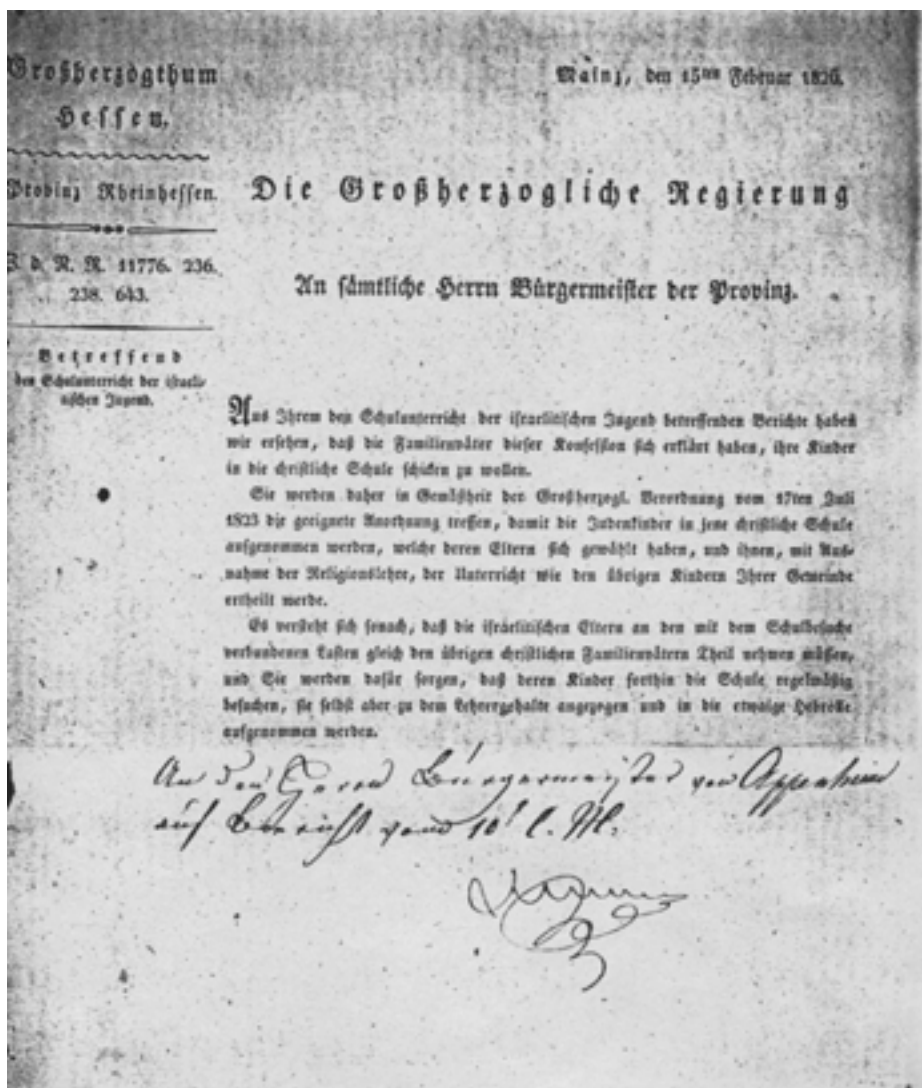 Großherzogthum
Hessen.
Provinz Rheinhessen.
Z. d. R. R. 11776. 236.
238. 643.
Betreffend
den Schulunterricht der israeli-
tischen Jugend.
Mainz, den 15ten Februar 1826.
Die Großherzogliche Regierung
An sämtliche Herrn Bürgermeister der Provinz.
Aus Ihrem den Schulunterricht der israelitischen Jugend betreffenden Berichte haben
wir ersehen, daß die Familienväter dieser Konfession sich erklärt haben, ihre Kinder
in die christliche Schule schicken zu wollen.
Sie werden daher in Gemäßheit der Großherzogl. Verordnung vom 17ten Juli
1823 die geeignete Anordnung treffen, damit die Judenkinder in jene christliche Schule
aufgenommen werden, welche deren Eltern sich gewählt haben, und ihnen, mit Aus-
nahme der Religionslehre, der Unterricht wie den übrigen Kindern Ihrer Gemeinde
ertheilt werde.
Es versteht sich sonach, daß die israelitischen Eltern an den mit dem Schulbesuche
verbundenen Lasten gleich den übrigen christlichen Familienvätern Theil nehmen müßen,
und Sie werden dafür sorgen, daß deren Kinder forthin die Schule regelmäßig
besuchen, sie selbst aber zu dem Lehrergehalte angezogen und in die etwaige Hebrolle
aufgenommen werden.
An den Herrn Bürgermeister von Appenheim
auf Bericht vom 10t l. M.